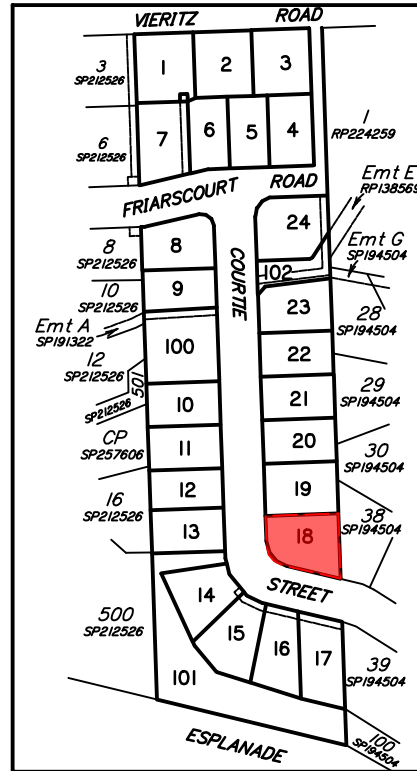 VIERITZ ROAD
3
SP212526
1
2
3
6
SP212526
7
6
5
4
1
RP224259
FRIARSCOURT ROAD
Emt E
RP138569
24
Emt G
SP194504
8
SP212526
8
COURTIE
102
10
SP212526
9
23
28
SP194504
Emt A
SP191322
100
22
12
SP212526
501
SP212526
29
SP194504
10
21
CP
SP257606
11
20
30
SP194504
16
SP212526
12
19
13
18
38
SP194504
STREET
14
500
SP212526
15
16
17
39
SP194504
101
ESPLANADE
100
SP194504